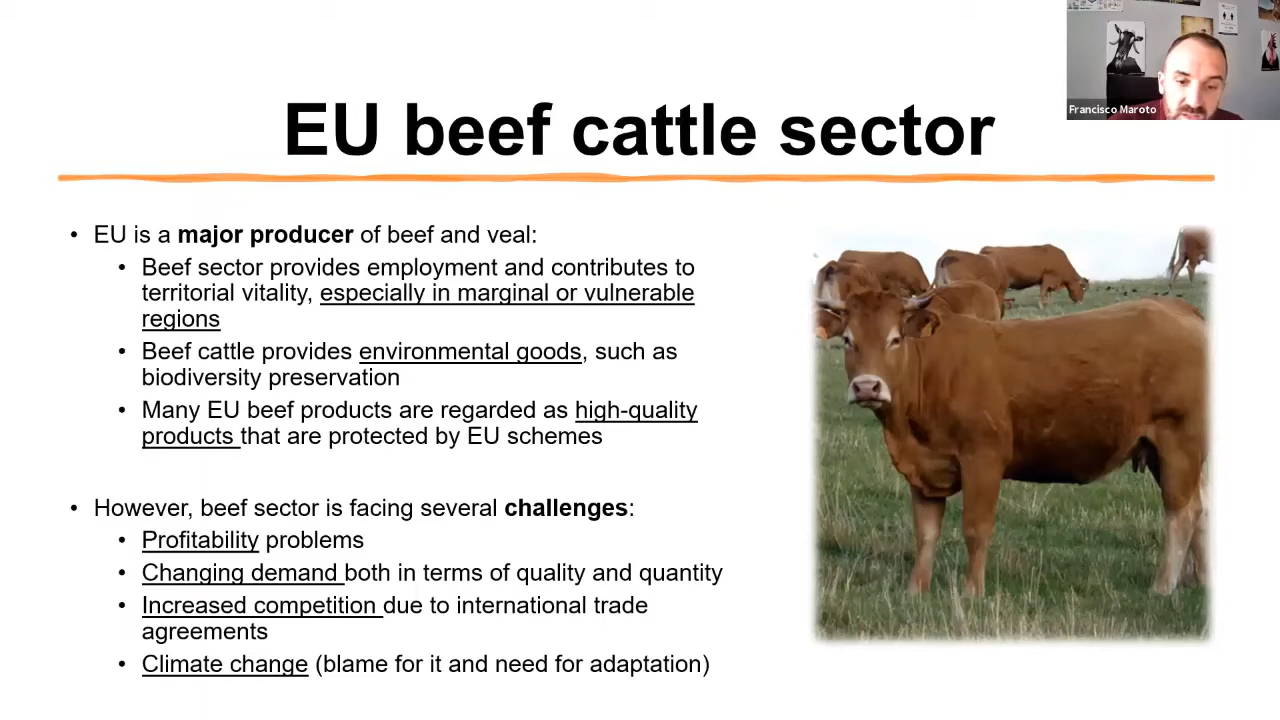 EU beef cattle sector
Francisco Maroto
• EU is a major producer of beef and veal:
• Beef sector provides employment and contributes to
territorial vitality, especially in marginal or vulnerable
regions
• Beef cattle provides environmental goods, such as
biodiversity preservation
• Many EU beef products are regarded as high-quality
products that are protected by EU schemes
• However, beef sector is facing several challenges:
• Profitability problems
• Changing demand both in terms of quality and quantity
• Increased competition due to international trade
agreements
• Climate change (blame for it and need for adaptation)